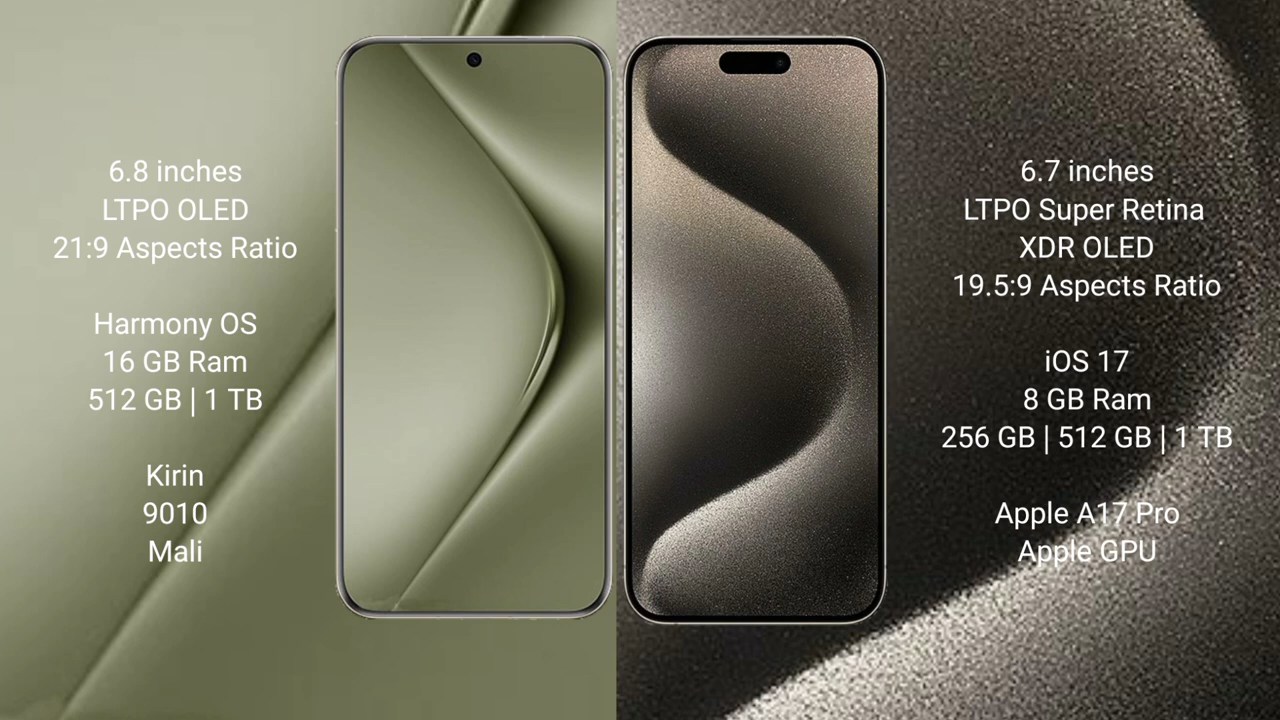 6.8 inches
LTPO OLED
21:9 Aspects Ratio
Harmony OS
16 GB Ram
512 GB | 1 TB
Kirin
9010
Mali
6.7 inches
LTPO Super Retina
XDR OLED
19.5:9 Aspects Ratio
iOS 17
8 GB Ram
256 GB | 512 GB | 1 TB
Apple A17 Pro
Apple GPU